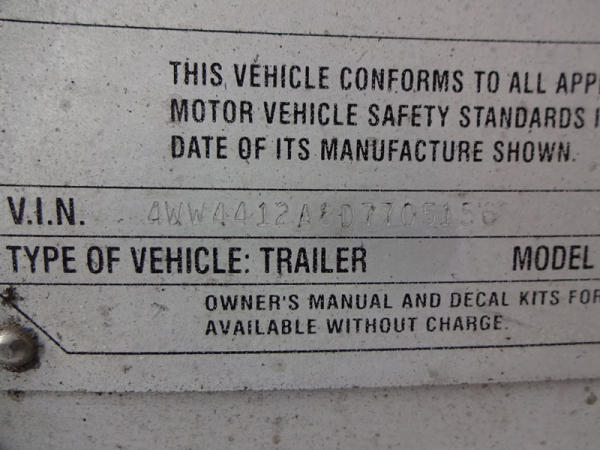 THIS VEHICLE CONFORMS TO ALL
MOTOR VEHICLE SAFETY STANDARDS
DATE OF ITS MANUFACTURE SHOWN.
V.I.N.
TYPE OF VEHICLE: TRAILER MODEL
OWNER'S MANUAL AND DECAL KITS FOR
AVAILABLE WITHOUT CHARGE.